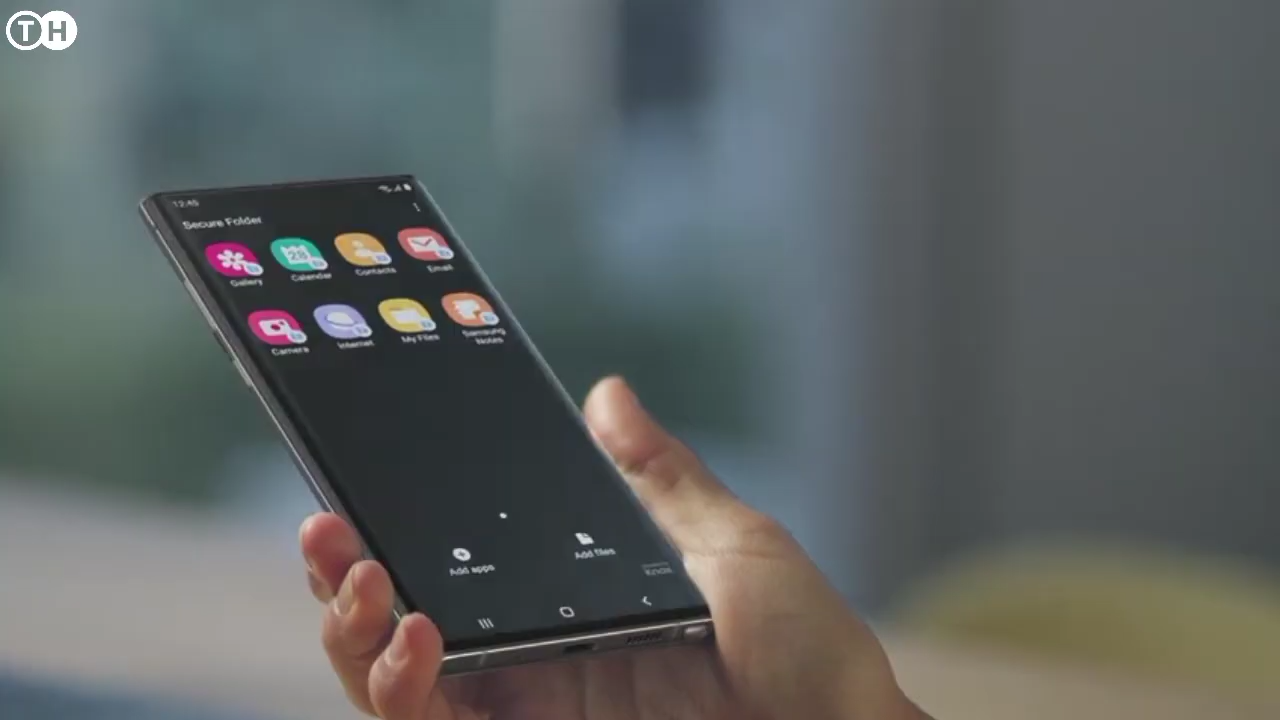 TH
12:45
Secure Folder
Gallery
28
Calendar
Contacts
Email
Camera
Internet
My Files
Samsung
Notes
Add apps
Add files
Knox